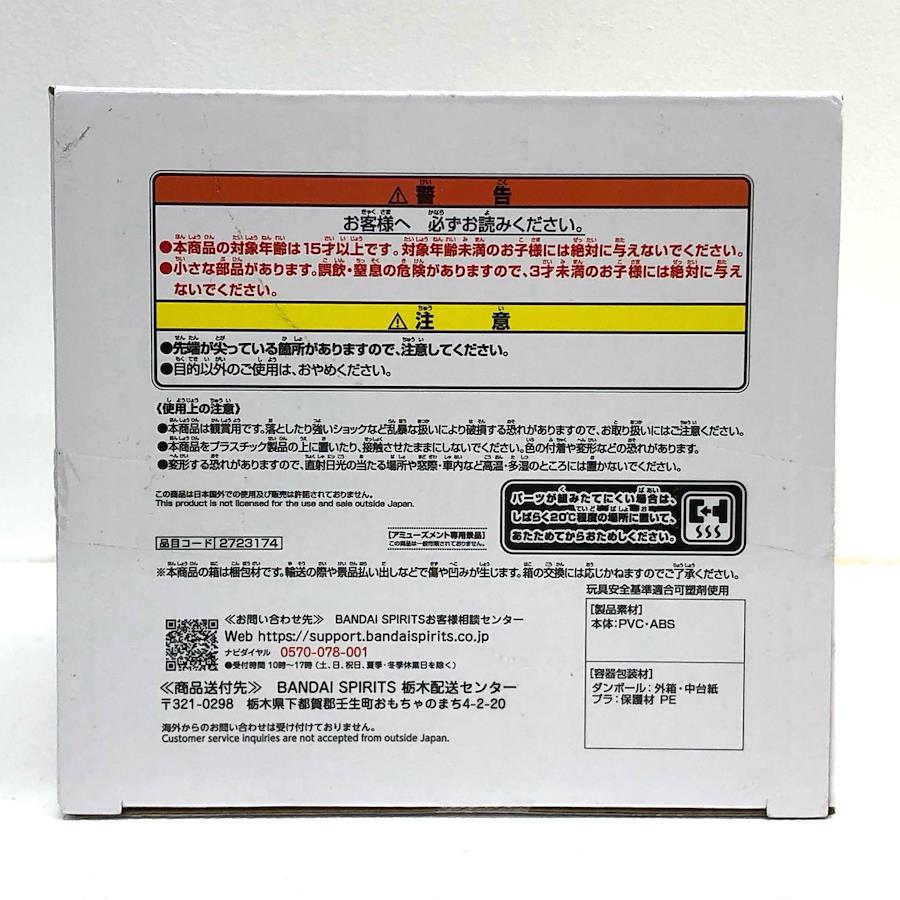 ⚠警告
お客様へ 必ずお読みください。
●本商品の対象年齢は15才以上です。対象年齢未満のお子様には絶対に与えないでください。
●小さな部品があります。誤飲・窒息の危険がありますので、3才未満のお子様には絶対に与え
ないでください。
⚠注意
●先端が尖っている箇所がありますので、注意してください。
●目的以外のご使用は、おやめください。
《使用上の注意》
●本商品は観賞用です。落としたり強いショックなど乱暴な扱いにより破損する恐れがありますので、お取り扱いにはご注意ください。
●本商品をプラスチック製品の上に置いたり、接触させたままにしないでください。色の付着や変形などの恐れがあります。
●変形する恐れがありますので、直射日光の当たる場所や窓際・車内など高温・多湿のところには置かないでください。
この商品は日本国外での使用及び販売は許諾されておりません。
This product is not licensed for the use and sale outside Japan.
パーツが組みたてにくい場合は、
しばらく20℃程度の場所に置いて、
あたためてからおためしください。
[アミューズメント専用景品]
この商品は一般市販されておりません。
品目コード 2723174
※本商品の箱は梱包材です。輸送の際や景品払い出しなどで傷や凹みが生じます。箱の交換には応じかねますのでご了承ください。
玩具安全基準適合可塑剤使用
≪お問い合わせ先≫ BANDAI SPIRITSお客様相談センター
Web https://support.bandaispirits.co.jp
ナビダイヤル 0570-078-001
●受付時間 10時〜17時(土、日、祝日、夏季・冬季休業日を除く)
≪商品送付先≫ BANDAI SPIRITS 栃木配送センター
〒321-0298 栃木県下都賀郡壬生町おもちゃのまち4-2-20
海外からのお問い合わせは受け付けておりません。
Customer service inquiries are not accepted from outside Japan.
[製品素材]
本体:PVC・ABS
[容器包装材]
ダンボール:外箱・中台紙
プラ:保護材 PE